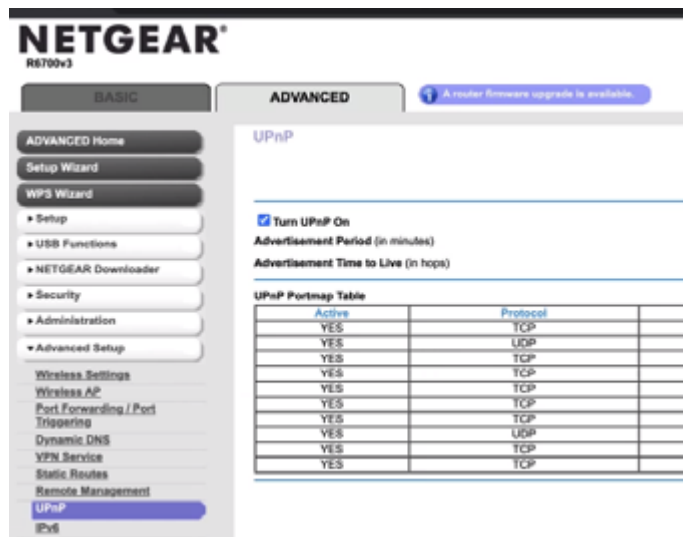 NETGEAR®
R6700v3
BASIC
ADVANCED
A router firmware upgrade is available.
ADVANCED Home
Setup Wizard
WPS Wizard
Setup
USB Functions
NETGEAR Downloader
Security
Administration
Advanced Setup
Wireless Settings
Wireless AP
Port Forwarding / Port
Triggering
Dynamic DNS
VPN Service
Static Routes
Remote Management
UPnP
IPv6
UPnP
Turn UPnP On
Advertisement Period (in minutes)
Advertisement Time to Live (in hops)
UPnP Portmap Table
Active Protocol
YES TCP
YES UDP
YES TCP
YES TCP
YES TCP
YES TCP
YES TCP
YES UDP
YES TCP
YES TCP